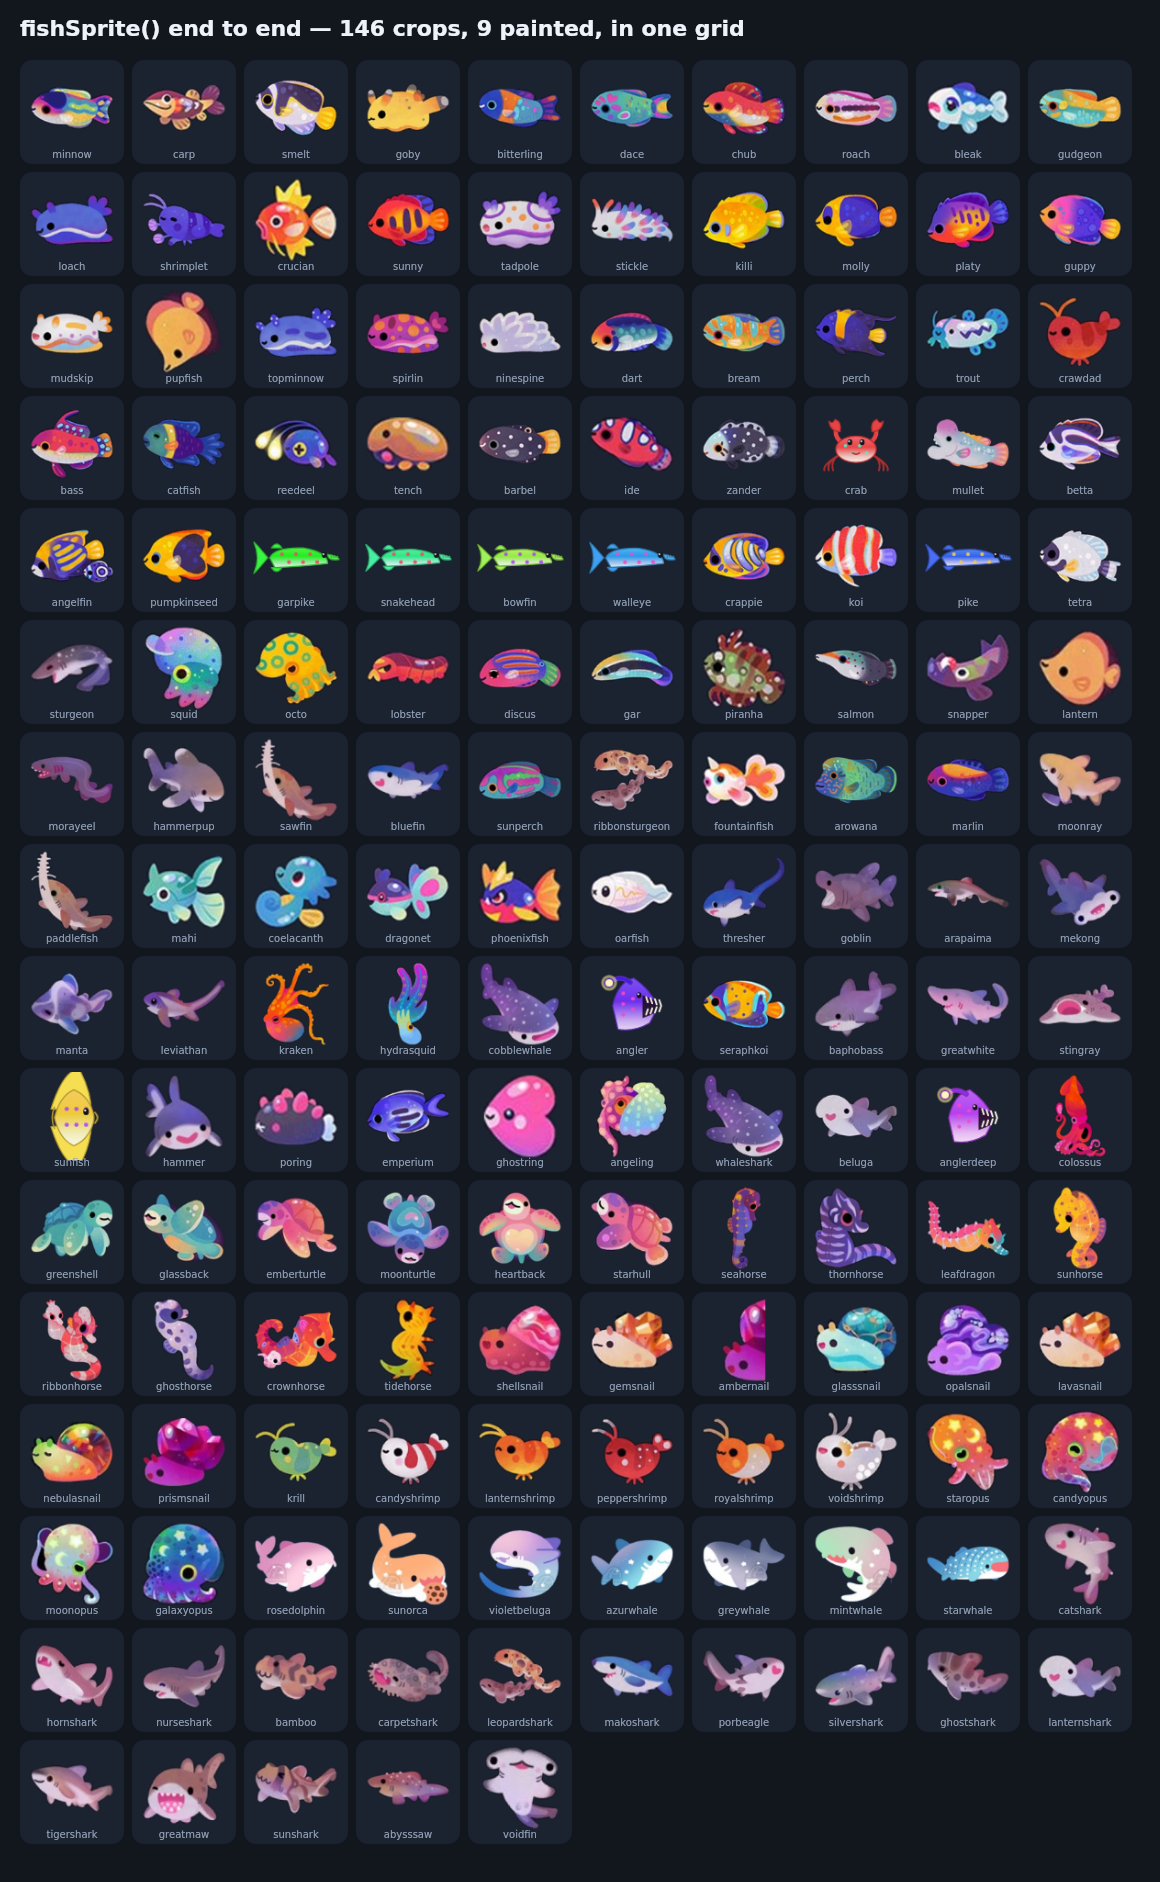 fishSprite() end to end — 146 crops, 9 painted, in one grid
minnow carp smelt goby bitterling dace chub roach bleak gudgeon
loach shrimplet crucian sunny tadpole stickle killi molly platy guppy
mudskip pupfish topminnow spirlin ninespine dart bream perch trout crawdad
bass catfish reedeel tench barbel ide zander crab mullet betta
angelfin pumpkinseed garpike snakehead bowfin walleye crappie koi pike tetra
sturgeon squid octo lobster discus gar piranha salmon snapper lantern
morayeel hammerpup sawfin bluefin sunperch ribbonsturgeon fountainfish arowana marlin moonray
paddlefish mahi coelacanth dragonet phoenixfish oarfish thresher goblin arapaima mekong
manta leviathan kraken hydrasquid cobblewhale angler seraphkoi baphobass greatwhite stingray
sunfish hammer poring emperium ghostring angeling whaleshark beluga anglerdeep colossus
greenshell glassback emberturtle moonturtle heartback starhull seahorse thornhorse leafdragon sunhorse
ribbonhorse ghosthorse crownhorse tidehorse shellsnail gemsnail ambernail glasssnail opalsnail lavasnail
nebulasnail prismsnail krill candyshrimp lanternshrimp peppershrimp royalshrimp voidshrimp staropus candyopus
moonopus galaxyopus rosedolphin sunorca violetbeluga azurwhale greywhale mintwhale starwhale catshark
hornshark nurseshark bamboo carpetshark leopardshark makoshark porbeagle silvershark ghostshark lanternshark
tigershark greatmaw sunshark abysssaw voidfin